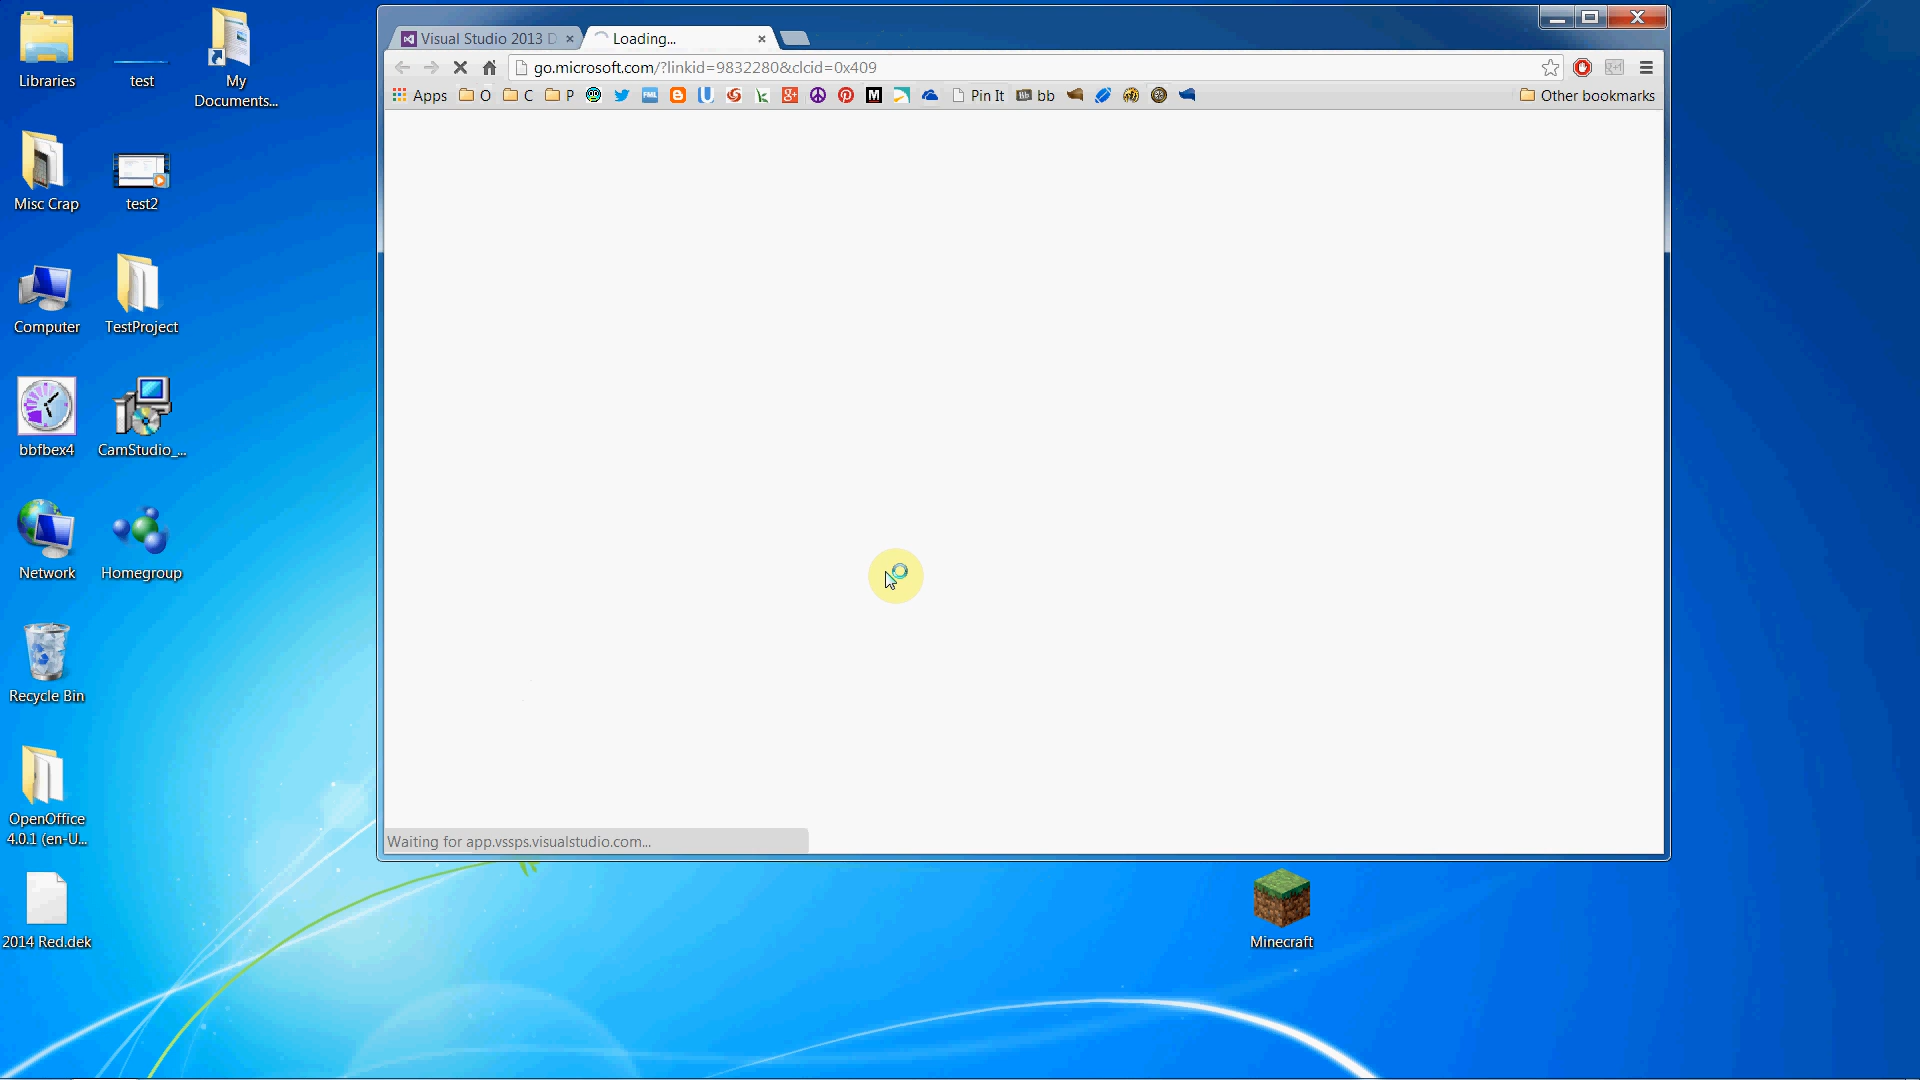 Libraries
test
My
Documents...
Misc Crap
test2
Computer
TestProject
bbfbex4
CamStudio_...
Network
Homegroup
Recycle Bin
OpenOffice
4.0.1 (en-U...
2014 Red.dek
Visual Studio 2013 D
Loading...
go.microsoft.com/?linkid=9832280&clcid=0x409
Apps O C P FML U M Pin It bb Other bookmarks
Waiting for app.vssps.visualstudio.com...
Minecraft